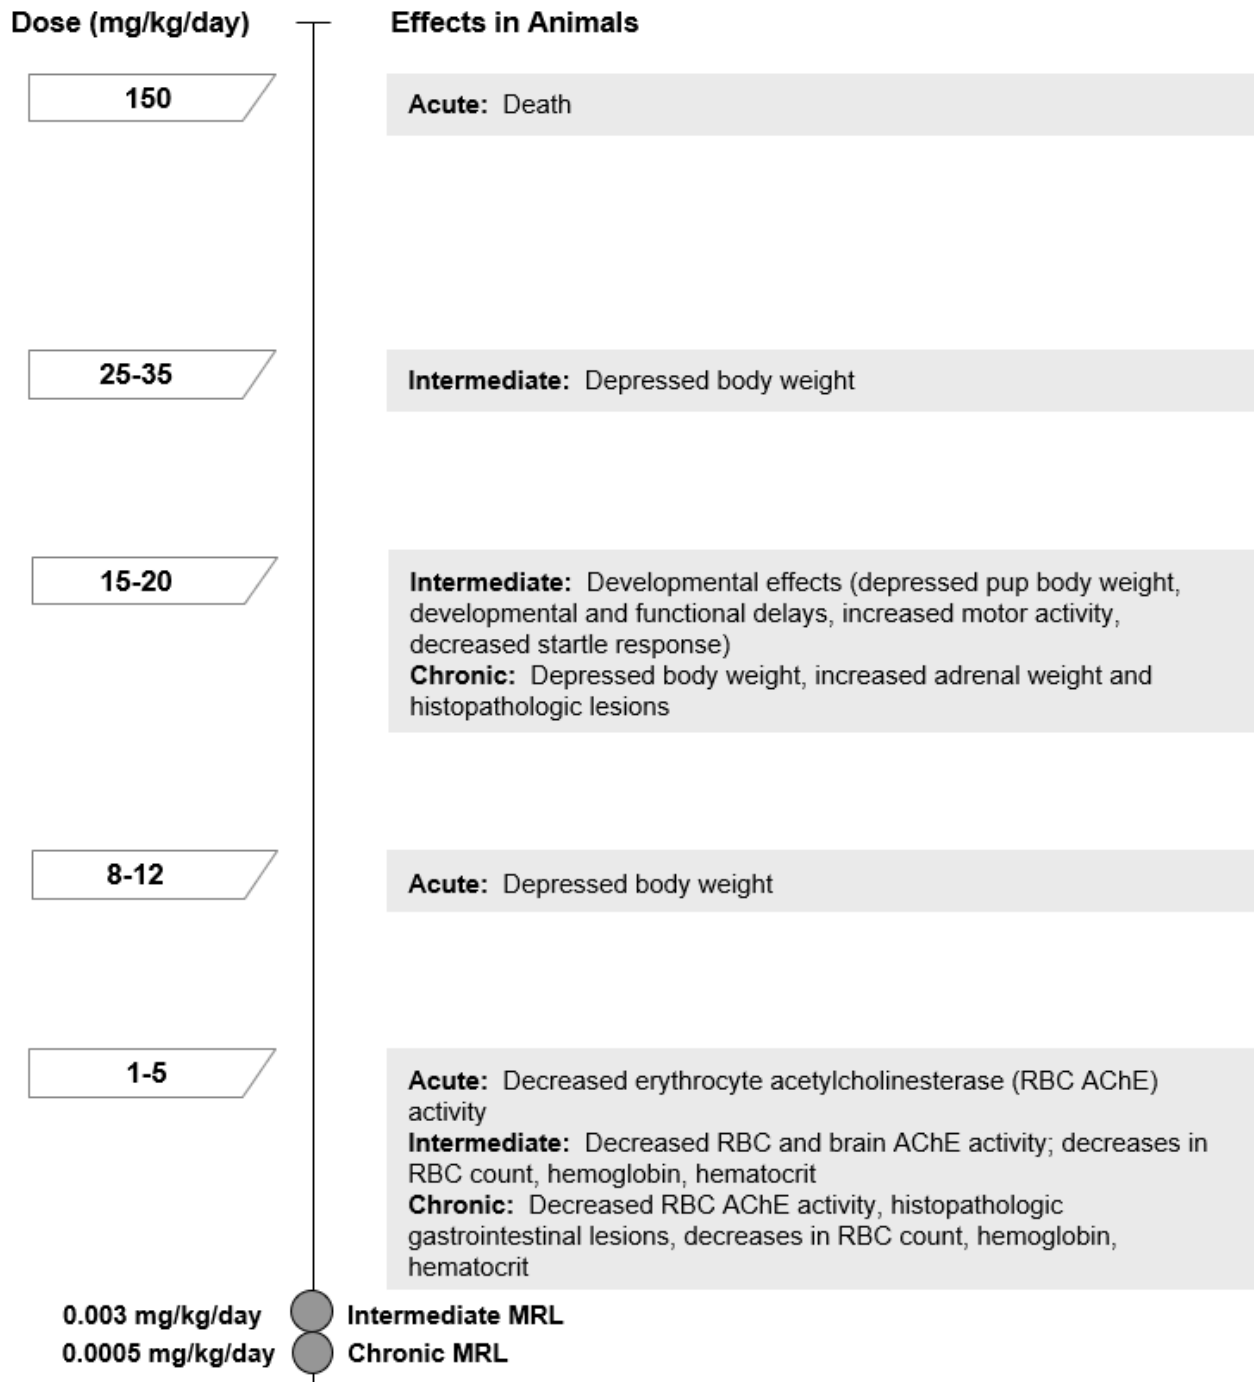 Dose (mg/kg/day)
Effects in Animals
150
Acute: Death
25-35
Intermediate: Depressed body weight
15-20
Intermediate: Developmental effects (depressed pup body weight,
developmental and functional delays, increased motor activity,
decreased startle response)
Chronic: Depressed body weight, increased adrenal weight and
histopathologic lesions
8-12
Acute: Depressed body weight
1-5
Acute: Decreased erythrocyte acetylcholinesterase (RBC AChE)
activity
Intermediate: Decreased RBC and brain AChE activity; decreases in
RBC count, hemoglobin, hematocrit
Chronic: Decreased RBC AChE activity, histopathologic
gastrointestinal lesions, decreases in RBC count, hemoglobin,
hematocrit
0.003 mg/kg/day
Intermediate MRL
0.0005 mg/kg/day
Chronic MRL